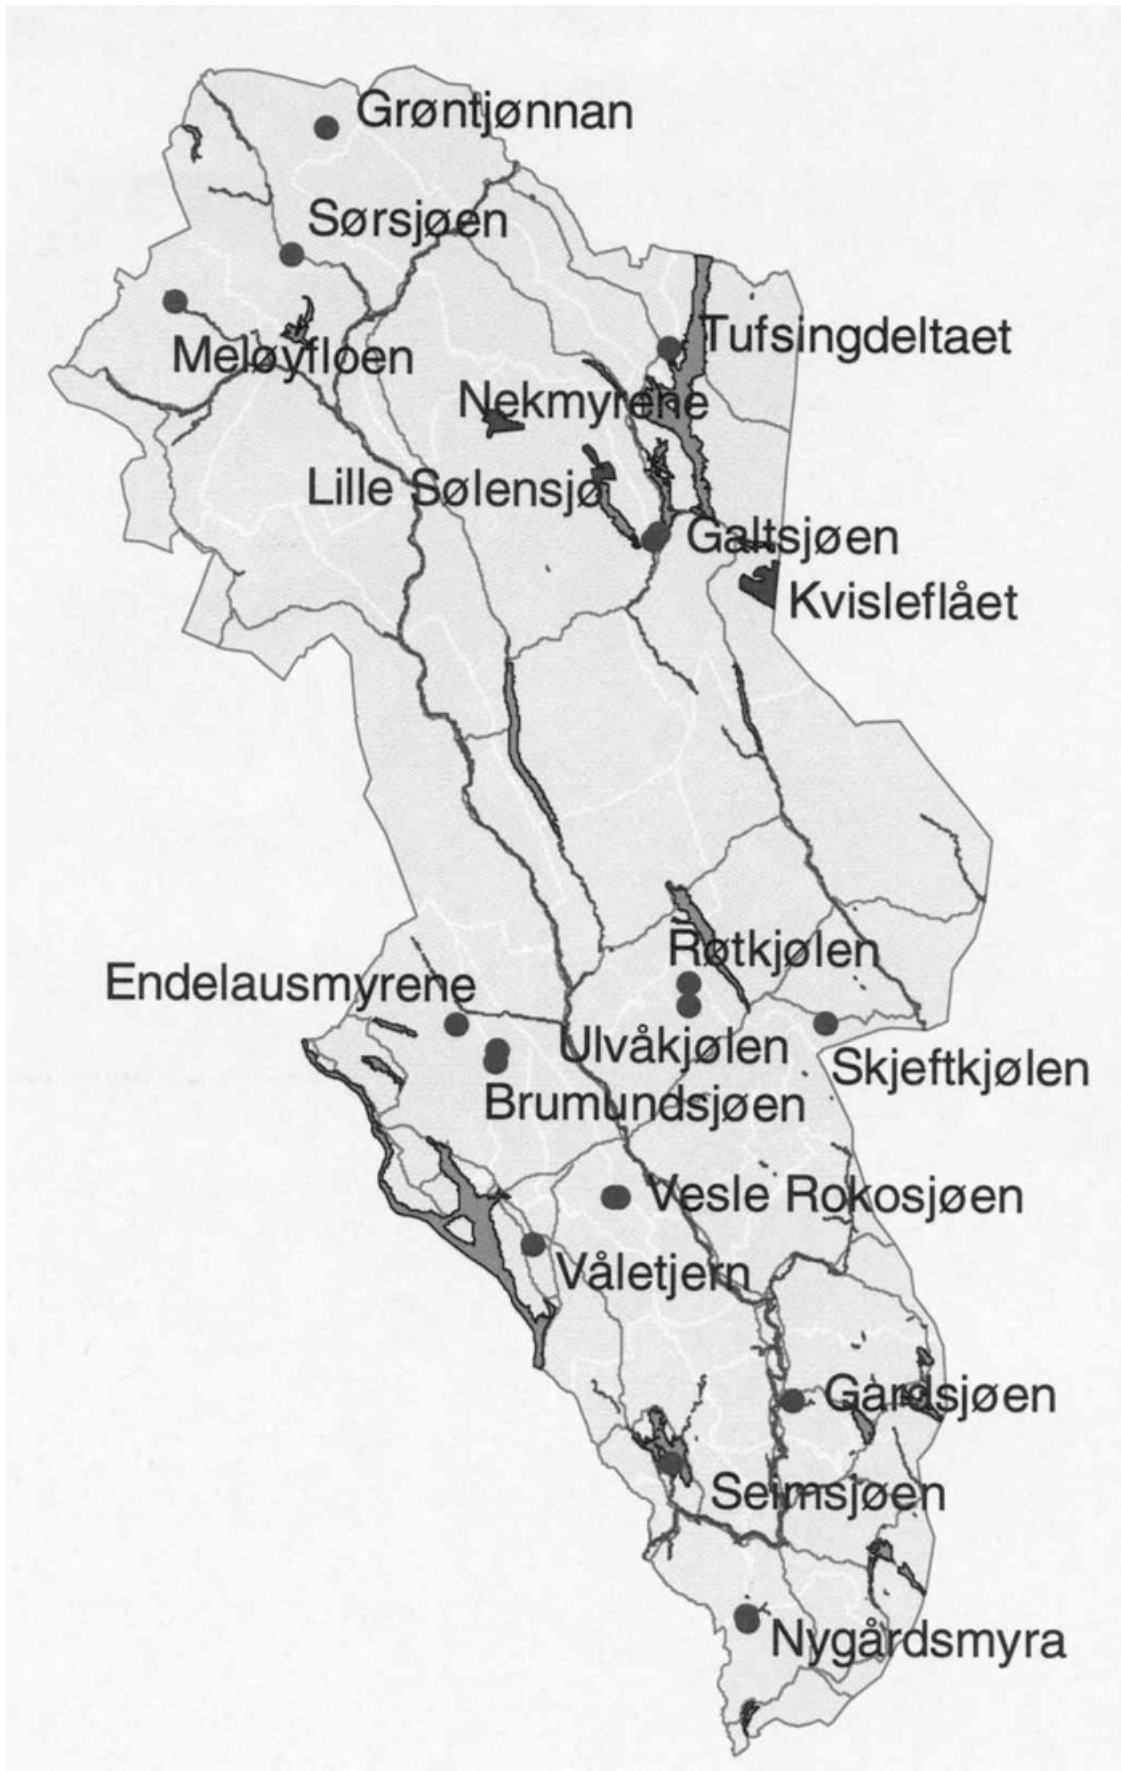 Grøntjønnan
Sørsjøen
Tufsingdeltaet
Meløyfloen
Nekmyrene
Lille Sølensjø
Galtsjøen
Kvisleflået
Røtkjølen
Endelausmyrene
Ulvåkjølen
Skjeftkjølen
Brumundsjøen
Vesle Rokosjøen
Våletjern
Gardsjøen
Seimsjøen
Nygårdsmyra